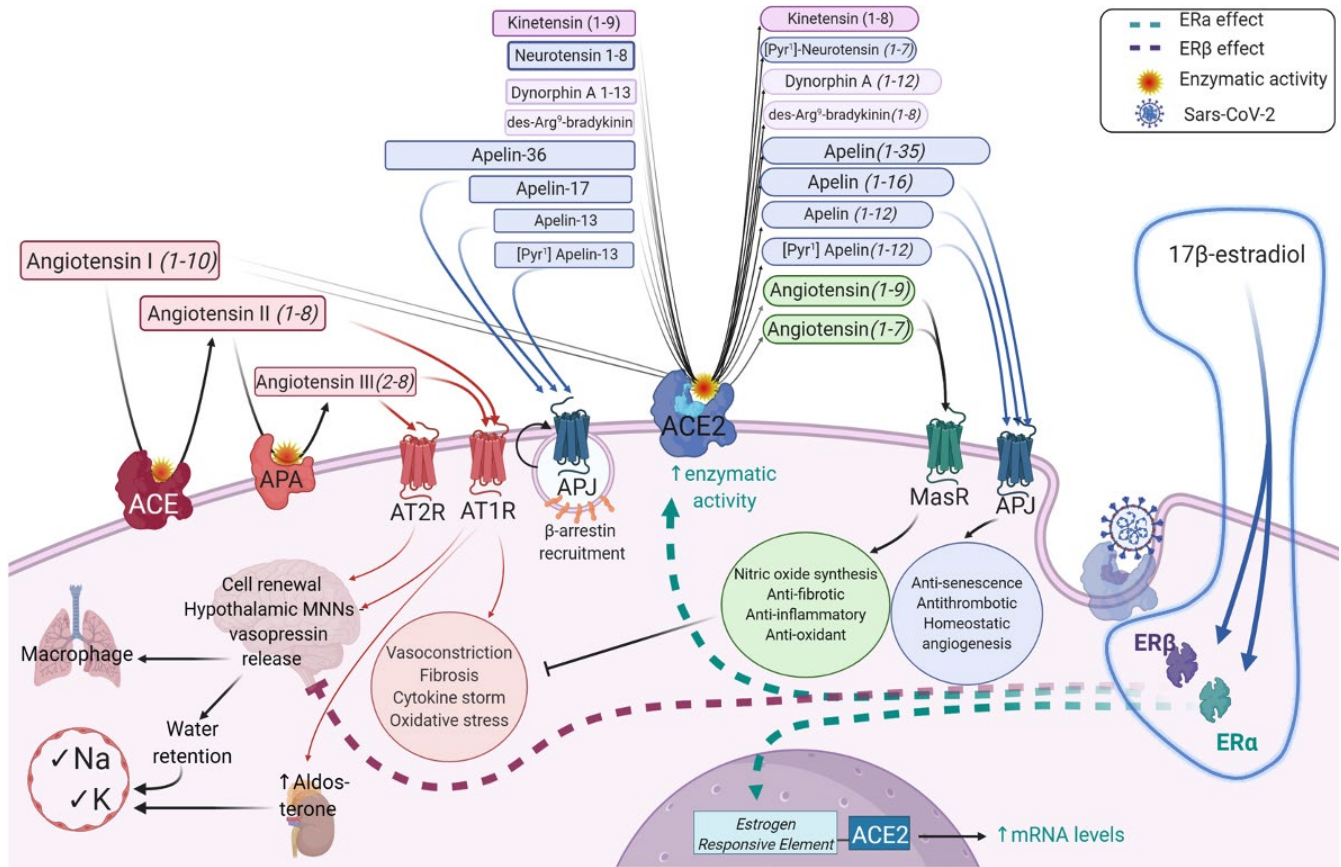 Kinetensin (1-9)
Neurotensin 1-8
Dynorphin A 1-13
des-Arg⁹-bradykinin
Apelin-36
Apelin-17
Apelin-13
[Pyr¹] Apelin-13
Kinetensin (1-8)
[Pyr¹]-Neurotensin (1-7)
Dynorphin A (1-12)
des-Arg⁹-bradykinin(1-8)
Apelin(1-35)
Apelin (1-16)
Apelin (1-12)
[Pyr¹] Apelin(1-12)
Angiotensin(1-9)
Angiotensin(1-7)
ERa effect
ERβ effect
Enzymatic activity
Sars-CoV-2
Angiotensin I (1-10)
Angiotensin II (1-8)
Angiotensin III(2-8)
17β-estradiol
ACE
APA
AT2R
AT1R
APJ
β-arrestin
recruitment
ACE2
↑enzymatic
activity
MasR
APJ
Nitric oxide synthesis
Anti-fibrotic
Anti-inflammatory
Anti-oxidant
Anti-senescence
Antithrombotic
Homeostatic
angiogenesis
Cell renewal
Hypothalamic MNNs -
vasopressin
release
Macrophage
Vasoconstriction
Fibrosis
Cytokine storm
Oxidative stress
Water
retention
✓Na
✓K
↑Aldos-
terone
ERβ
ERα
Estrogen
Responsive Element
ACE2
↑mRNA levels